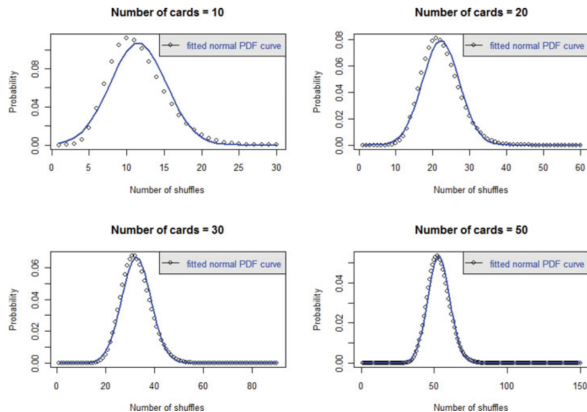 Number of cards = 10
Probability
0.00 0.04 0.08
fitted normal PDF curve
0 5 10 15 20 25 30
Number of shuffles
Number of cards = 20
Probability
0.00 0.02 0.04 0.06 0.08
fitted normal PDF curve
0 10 20 30 40 50 60
Number of shuffles
Number of cards = 30
Probability
0.00 0.02 0.04 0.06
fitted normal PDF curve
0 20 40 60 80
Number of shuffles
Number of cards = 50
Probability
0.00 0.02 0.04
fitted normal PDF curve
0 50 100 150
Number of shuffles